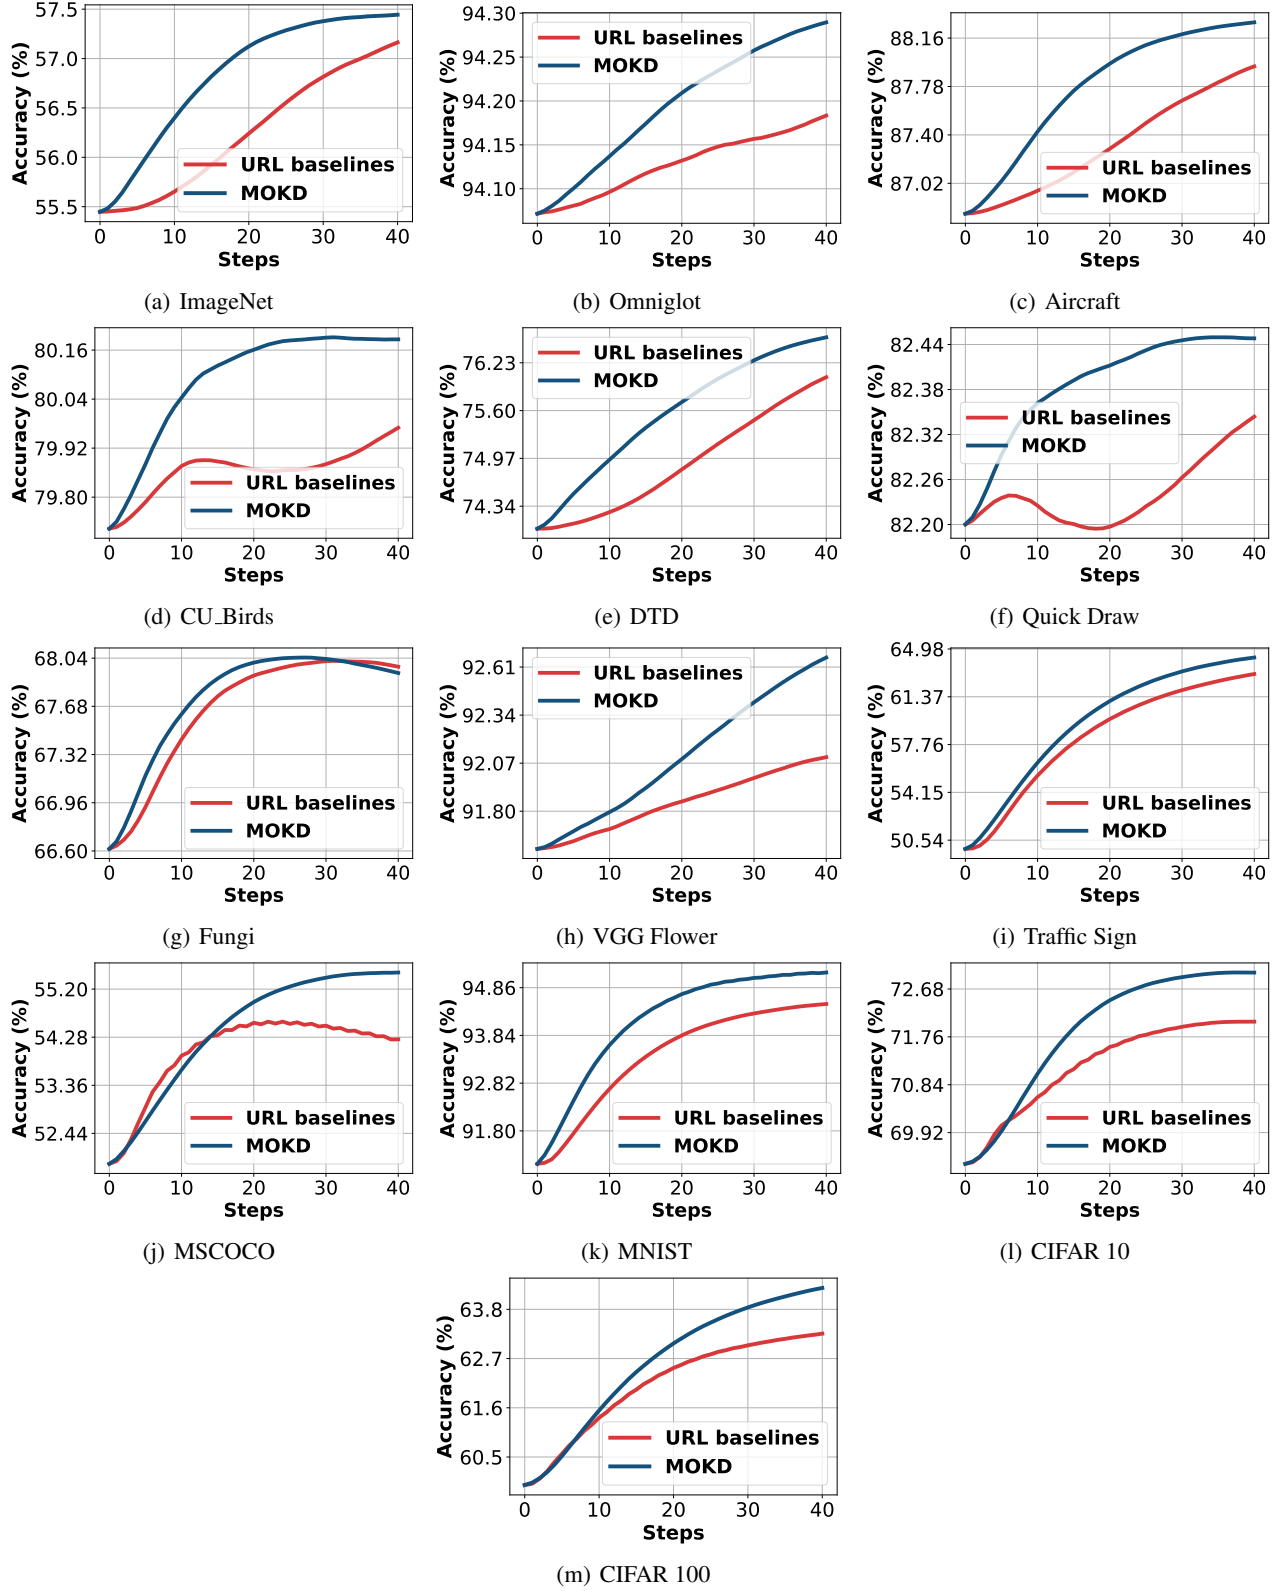 57.5
57.0
56.5
56.0
55.5
Accuracy (%)
URL baselines
MOKD
0 10 20 30 40
Steps
(a) ImageNet
94.30
94.25
94.20
94.15
94.10
Accuracy (%)
URL baselines
MOKD
0 10 20 30 40
Steps
(b) Omniglot
88.16
87.78
87.40
87.02
Accuracy (%)
URL baselines
MOKD
0 10 20 30 40
Steps
(c) Aircraft
80.16
80.04
79.92
79.80
Accuracy (%)
URL baselines
MOKD
0 10 20 30 40
Steps
(d) CU_Birds
76.23
75.60
74.97
74.34
Accuracy (%)
URL baselines
MOKD
0 10 20 30 40
Steps
(e) DTD
82.44
82.38
82.32
82.26
82.20
Accuracy (%)
URL baselines
MOKD
0 10 20 30 40
Steps
(f) Quick Draw
68.04
67.68
67.32
66.96
66.60
Accuracy (%)
URL baselines
MOKD
0 10 20 30 40
Steps
(g) Fungi
92.61
92.34
92.07
91.80
Accuracy (%)
URL baselines
MOKD
0 10 20 30 40
Steps
(h) VGG Flower
64.98
61.37
57.76
54.15
50.54
Accuracy (%)
URL baselines
MOKD
0 10 20 30 40
Steps
(i) Traffic Sign
55.20
54.28
53.36
52.44
Accuracy (%)
URL baselines
MOKD
0 10 20 30 40
Steps
(j) MSCOCO
94.86
93.84
92.82
91.80
Accuracy (%)
URL baselines
MOKD
0 10 20 30 40
Steps
(k) MNIST
72.68
71.76
70.84
69.92
Accuracy (%)
URL baselines
MOKD
0 10 20 30 40
Steps
(l) CIFAR 10
63.8
62.7
61.6
60.5
Accuracy (%)
URL baselines
MOKD
0 10 20 30 40
Steps
(m) CIFAR 100